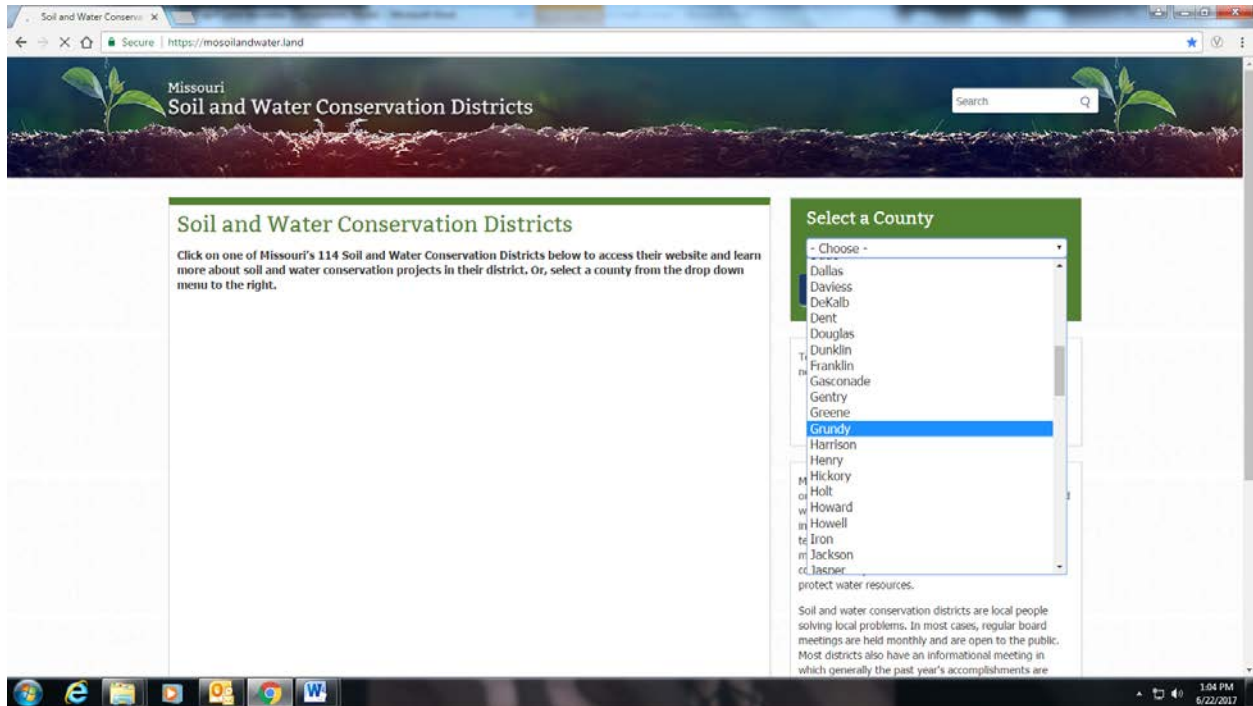 Soil and Water Conserva
Secure | https://mosoilandwater.land
Missouri
Soil and Water Conservation Districts
Search
Soil and Water Conservation Districts
Click on one of Missouri's 114 Soil and Water Conservation Districts below to access their website and learn
more about soil and water conservation projects in their district. Or, select a county from the drop down
menu to the right.
Select a County
- Choose -
Dallas
Daviess
DeKalb
Dent
Douglas
Dunklin
Franklin
Gasconade
Gentry
Greene
Grundy
Harrison
Henry
Hickory
Holt
Howard
Howell
Iron
Jackson
Jasper
protect water resources.
Soil and water conservation districts are local people
solving local problems. In most cases, regular board
meetings are held monthly and are open to the public.
Most districts also have an informational meeting in
which generally the past year's accomplishments are
1:04 PM
6/22/2017